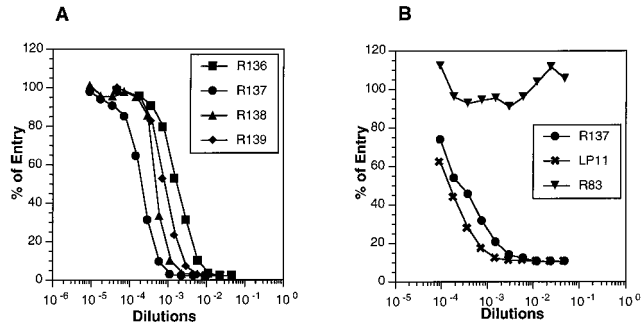 A
120
100
80
60
40
20
0
% of Entry
R136
R137
R138
R139
10^-6 10^-5 10^-4 10^-3 10^-2 10^-1 10^0
Dilutions
B
120
100
80
60
40
20
0
% of Entry
R137
LP11
R83
10^-5 10^-4 10^-3 10^-2 10^-1 10^0
Dilutions